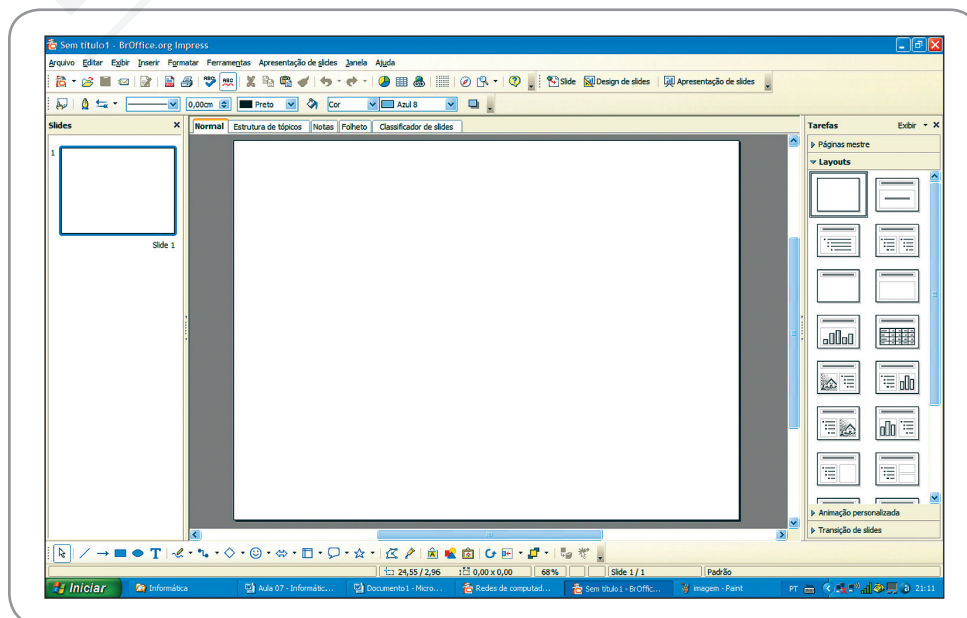 Sem título1 - BrOffice.org Impress
Arquivo Editar Exibir Inserir Formatar Ferramentas Apresentação de slides Janela Ajuda
Slide Design de slides Apresentação de slides
0,00cm Preto Cor Azul 8
Slides Normal Estrutura de tópicos Notas Folheto Classificador de slides Tarefas Exibir
Páginas mestre
Layouts
1
Slide 1
Animação personalizada
Transição de slides
24,55 / 2,96 0,00 x 0,00 68% Slide 1 / 1 Padrão
Iniciar Informática Aula 07 - Informátic... Documento1 - Micro... Redes de computad... Sem título1 - BrOffic... imagem - Paint PT 21:11